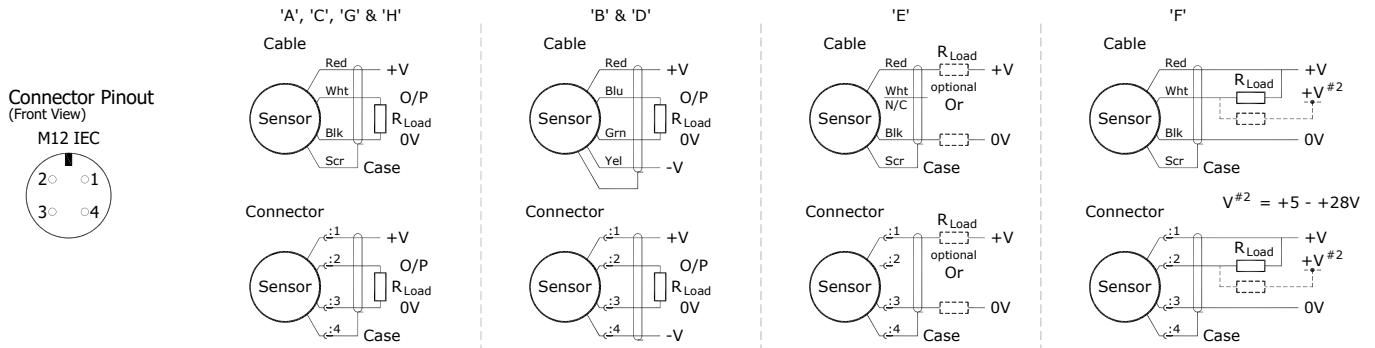 Connector Pinout
(Front View)
M12 IEC
2 1
3 4
'A', 'C', 'G' & 'H'
Cable
Red +V
Wht O/P
Sensor RLoad
Blk 0V
Scr Case
Connector
:1 +V
:2 O/P
Sensor RLoad
:3 0V
:4 Case
'B' & 'D'
Cable
Red +V
Blu O/P
Sensor RLoad
Grn 0V
Yel -V
Connector
:1 +V
:2 O/P
Sensor RLoad
:3 0V
:4 -V
'E'
Cable RLoad
Red +V
optional
Wht
N/C Or
Sensor
Blk 0V
Scr Case
Connector RLoad
:1 +V
optional
:2 Or
Sensor
:3 0V
:4 Case
'F'
Cable
Red +V
RLoad
Wht +V#2
Sensor
Blk 0V
Scr Case
V#2 = +5 - +28V
Connector
:1 +V
RLoad
:2 +V#2
Sensor
:3 0V
:4 Case